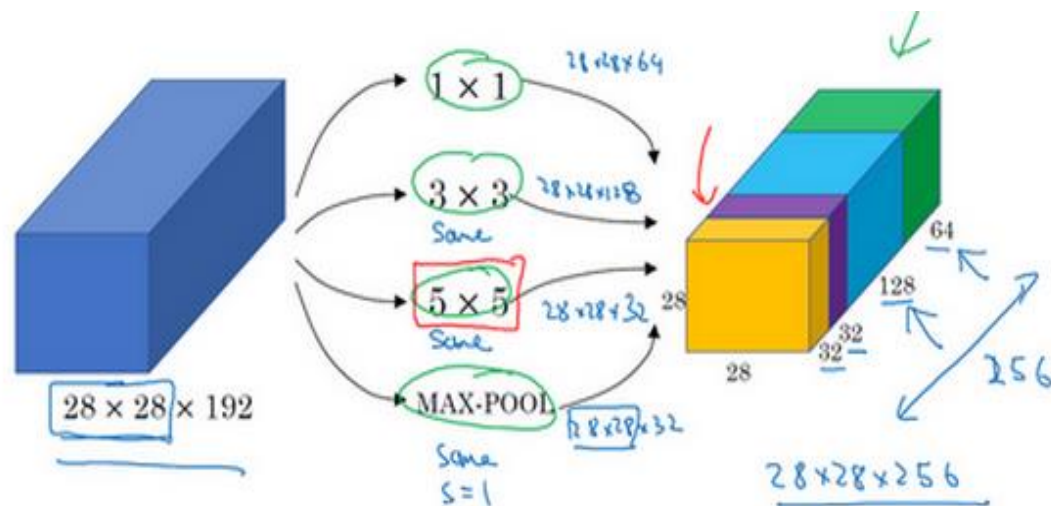 1 × 1
28×28×64
3 × 3
28×28×128
Same
5 × 5
28×28×32
Same
MAX-POOL
28×28×32
Same
s=1
28 × 28 × 192
28
28
32
32
128
64
256
28×28×256